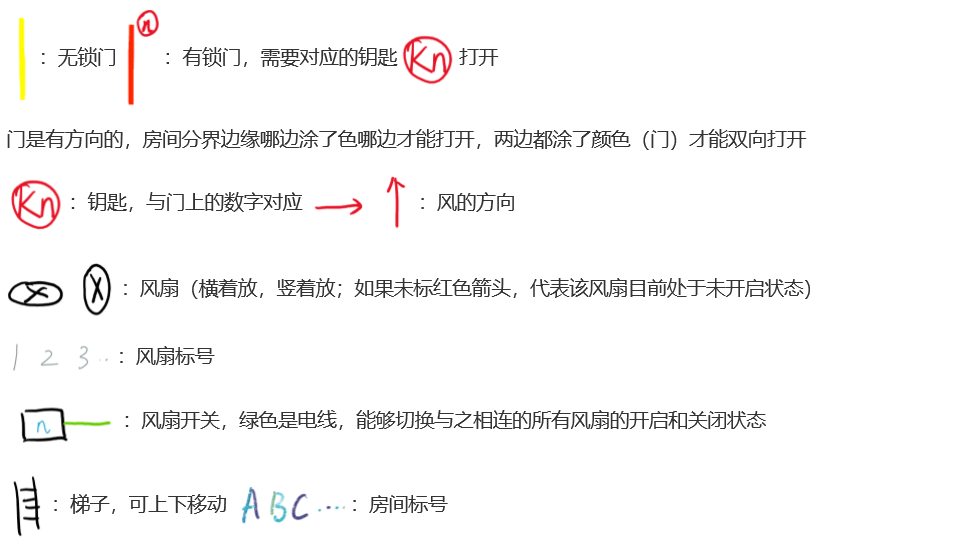 ：无锁门 n ：有锁门，需要对应的钥匙 Kn 打开
门是有方向的，房间分界边缘哪边涂了色哪边才能打开，两边都涂了颜色（门）才能双向打开
Kn ：钥匙，与门上的数字对应 ：风的方向
：风扇（横着放，竖着放；如果未标红色箭头，代表该风扇目前处于未开启状态）
1 2 3 ·· ：风扇标号
n ：风扇开关，绿色是电线，能够切换与之相连的所有风扇的开启和关闭状态
：梯子，可上下移动 A B C ····· ：房间标号